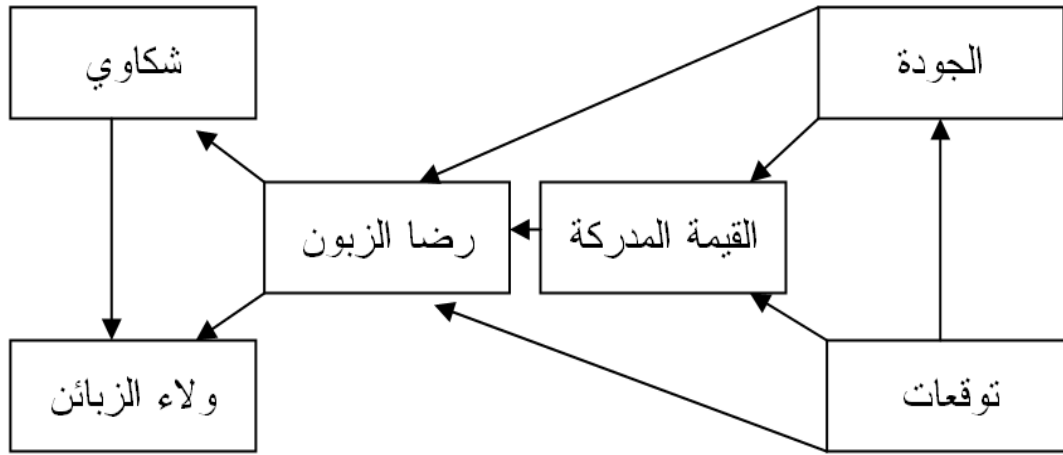 الجودة
شكاوي
القيمة المدركة
رضا الزبون
توقعات
ولاء الزبائن